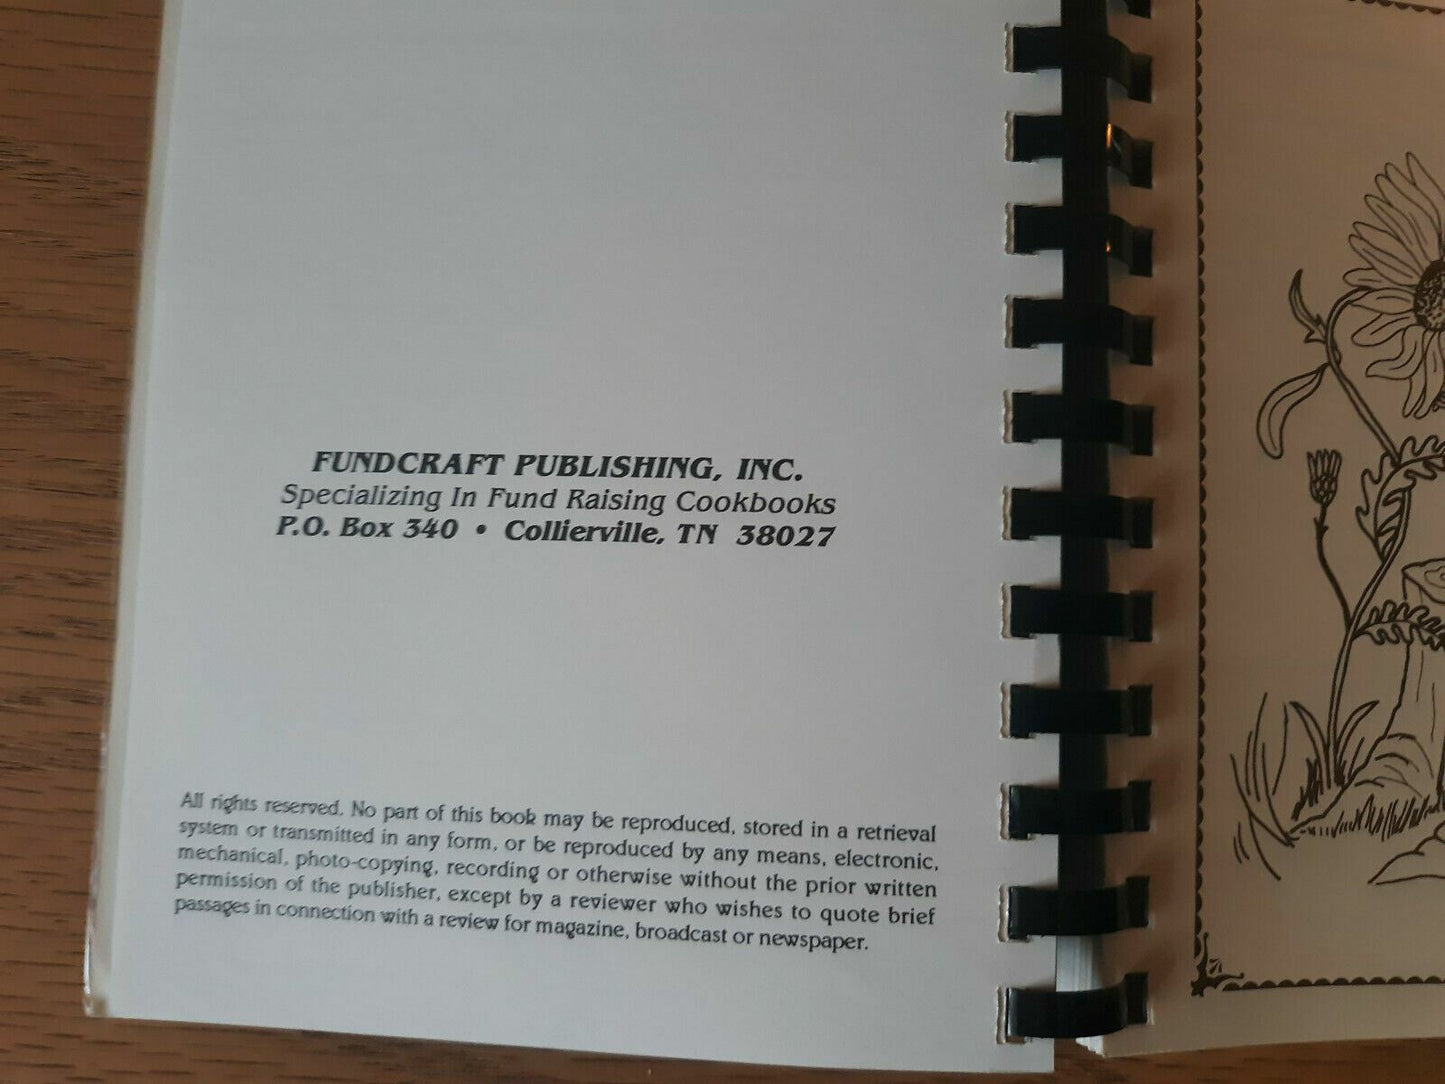 FUNDCRAFT PUBLISHING, INC.
Specializing In Fund Raising Cookbooks
P.O. Box 340 • Collierville, TN 38027
All rights reserved. No part of this book may be reproduced, stored in a retrieval
system or transmitted in any form, or be reproduced by any means, electronic,
mechanical, photo-copying, recording or otherwise without the prior written
permission of the publisher, except by a reviewer who wishes to quote brief
passages in connection with a review for magazine, broadcast or newspaper.